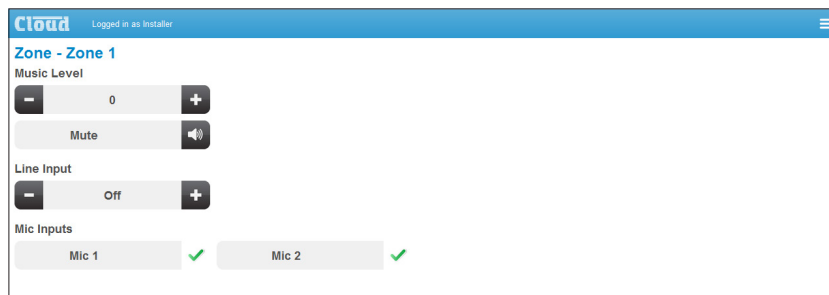 Cloud Logged in as Installer
Zone - Zone 1
Music Level
0
Mute
Line Input
Off
Mic Inputs
Mic 1 Mic 2